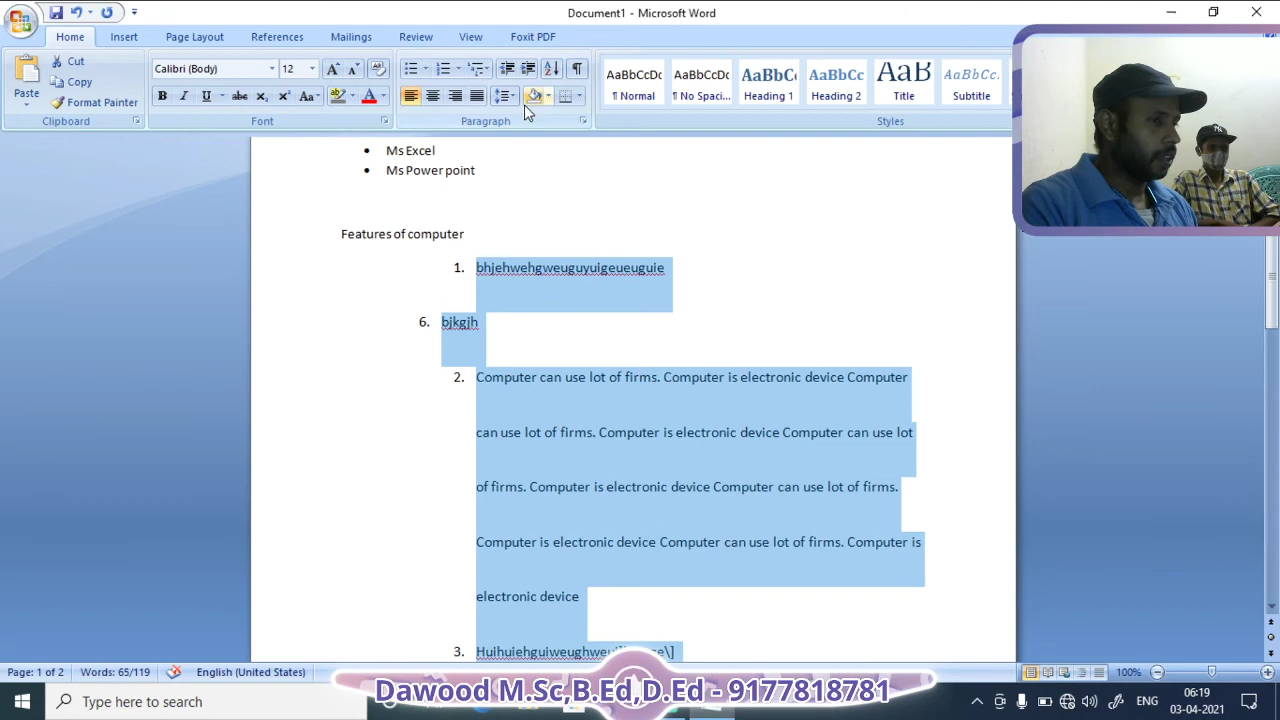 Document1 - Microsoft Word
Home Insert Page Layout References Mailings Review View Foxit PDF
Paste
Cut
Copy
Format Painter
Clipboard
Calibri (Body) 12
Font
Paragraph
AaBbCcDc AaBbCcDc AaBbCc AaBbCc AaB AaBbCc.
¶ Normal ¶ No Spaci... Heading 1 Heading 2 Title Subtitle
Styles
• Ms Excel
• Ms Power point
Features of computer
1. bhjehwehgweuguyuigeueuguie
6. bjkgjh
2. Computer can use lot of firms. Computer is electronic device Computer
can use lot of firms. Computer is electronic device Computer can use lot
of firms. Computer is electronic device Computer can use lot of firms.
Computer is electronic device Computer can use lot of firms. Computer is
electronic device
3.
Page: 1 of 2 Words: 65/119 English (United States) 100%
Dawood M.Sc,B.Ed,D.Ed - 9177818781
Type here to search
ENG
06:19
03-04-2021